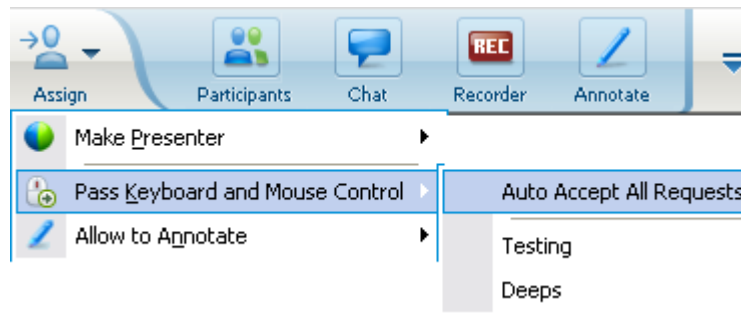 REC
Assign Participants Chat Recorder Annotate
Make Presenter
Pass Keyboard and Mouse Control
Auto Accept All Requests
Allow to Annotate
Testing
Deeps